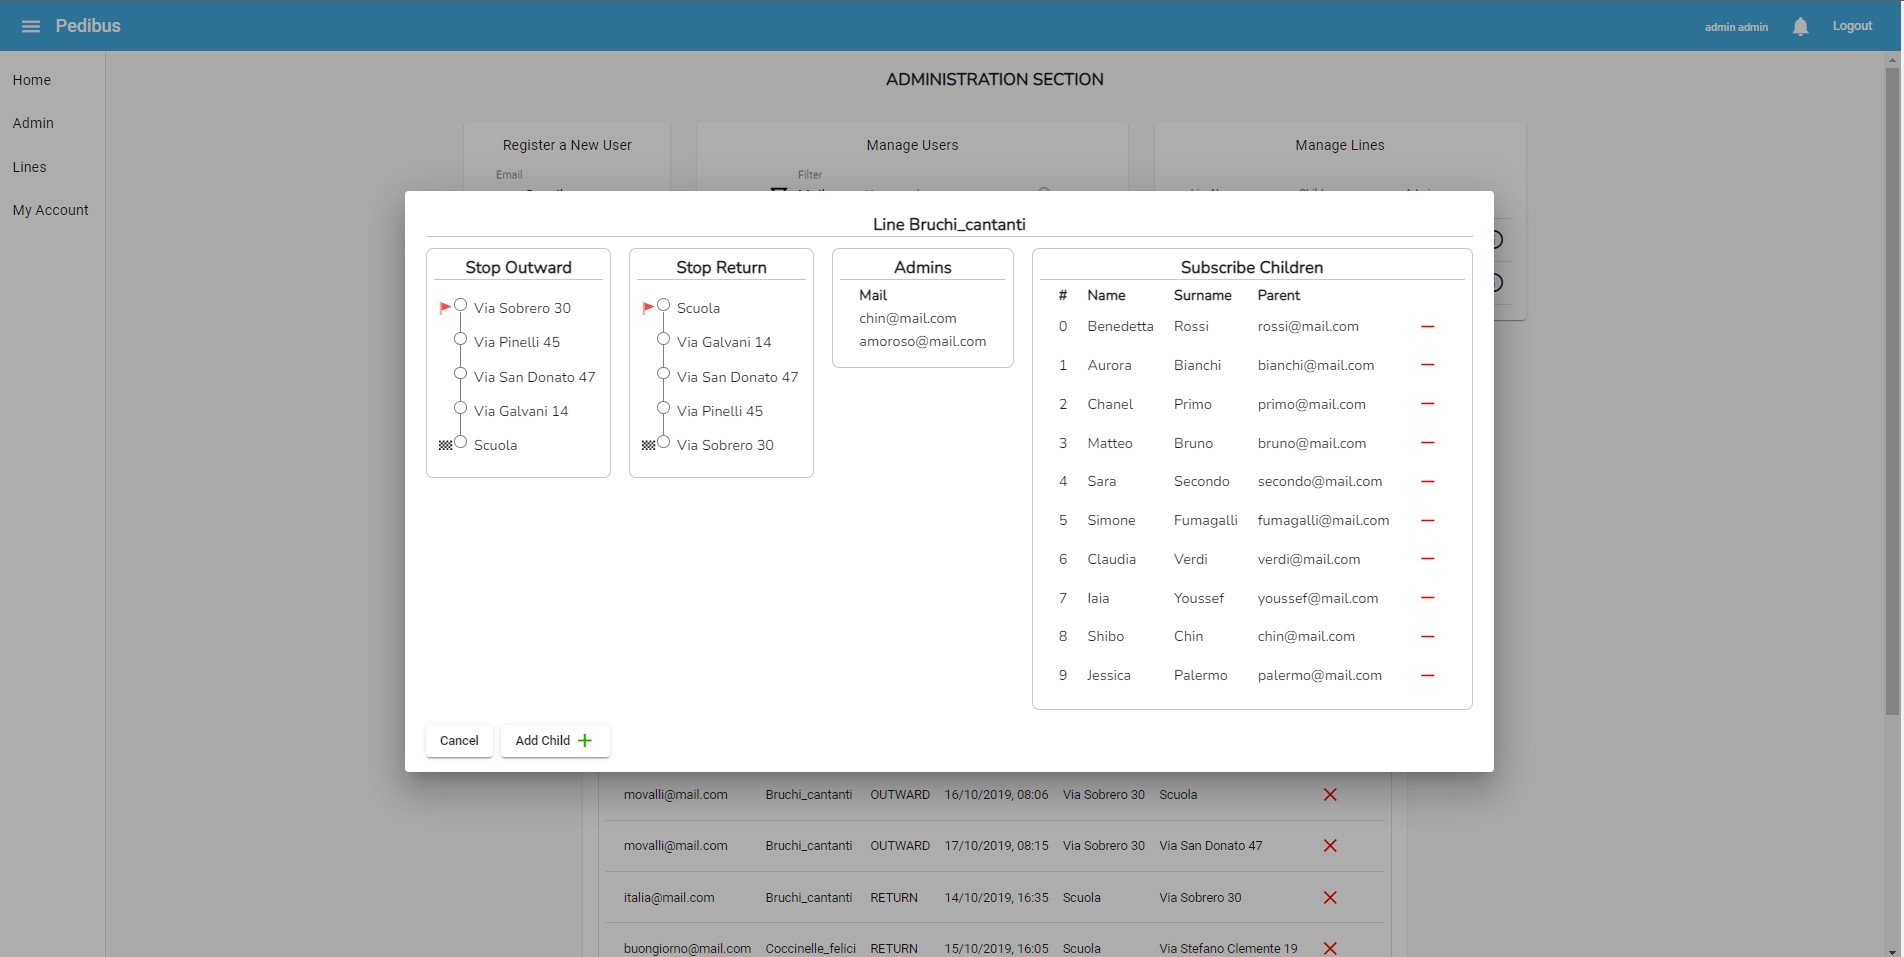 Pedibus
admin admin
Logout
Home
Admin
Lines
My Account
ADMINISTRATION SECTION
Register a New User
Email
Manage Users
Filter
Manage Lines
Line Bruchi_cantanti
Stop Outward
Via Sobrero 30
Via Pinelli 45
Via San Donato 47
Via Galvani 14
Scuola
Stop Return
Scuola
Via Galvani 14
Via San Donato 47
Via Pinelli 45
Via Sobrero 30
Admins
Mail
chin@mail.com
amoroso@mail.com
Subscribe Children
# Name Surname Parent
0 Benedetta Rossi rossi@mail.com
1 Aurora Bianchi bianchi@mail.com
2 Chanel Primo primo@mail.com
3 Matteo Bruno bruno@mail.com
4 Sara Secondo secondo@mail.com
5 Simone Fumagalli fumagalli@mail.com
6 Claudia Verdi verdi@mail.com
7 Iaia Youssef youssef@mail.com
8 Shibo Chin chin@mail.com
9 Jessica Palermo palermo@mail.com
Cancel
Add Child
movalli@mail.com Bruchi_cantanti OUTWARD 16/10/2019, 08:06 Via Sobrero 30 Scuola
movalli@mail.com Bruchi_cantanti OUTWARD 17/10/2019, 08:15 Via Sobrero 30 Via San Donato 47
italia@mail.com Bruchi_cantanti RETURN 14/10/2019, 16:35 Scuola Via Sobrero 30
buongiorno@mail.com Coccinelle_felici RETURN 15/10/2019, 16:05 Scuola Via Stefano Clemente 19